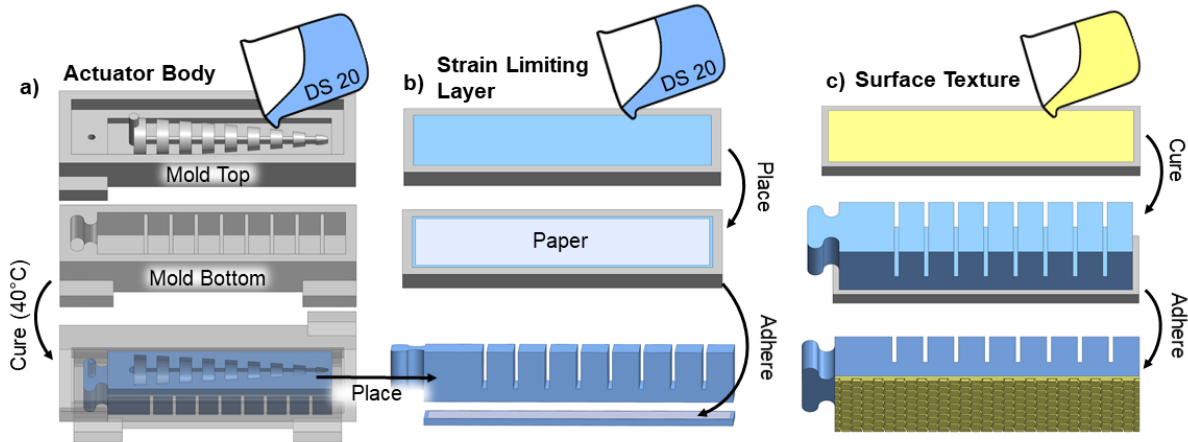 a)
Actuator Body
DS 20
Mold Top
Mold Bottom
Cure (40°C)
Place
b)
Strain Limiting
Layer
DS 20
Place
Paper
Adhere
c)
Surface Texture
Cure
Adhere